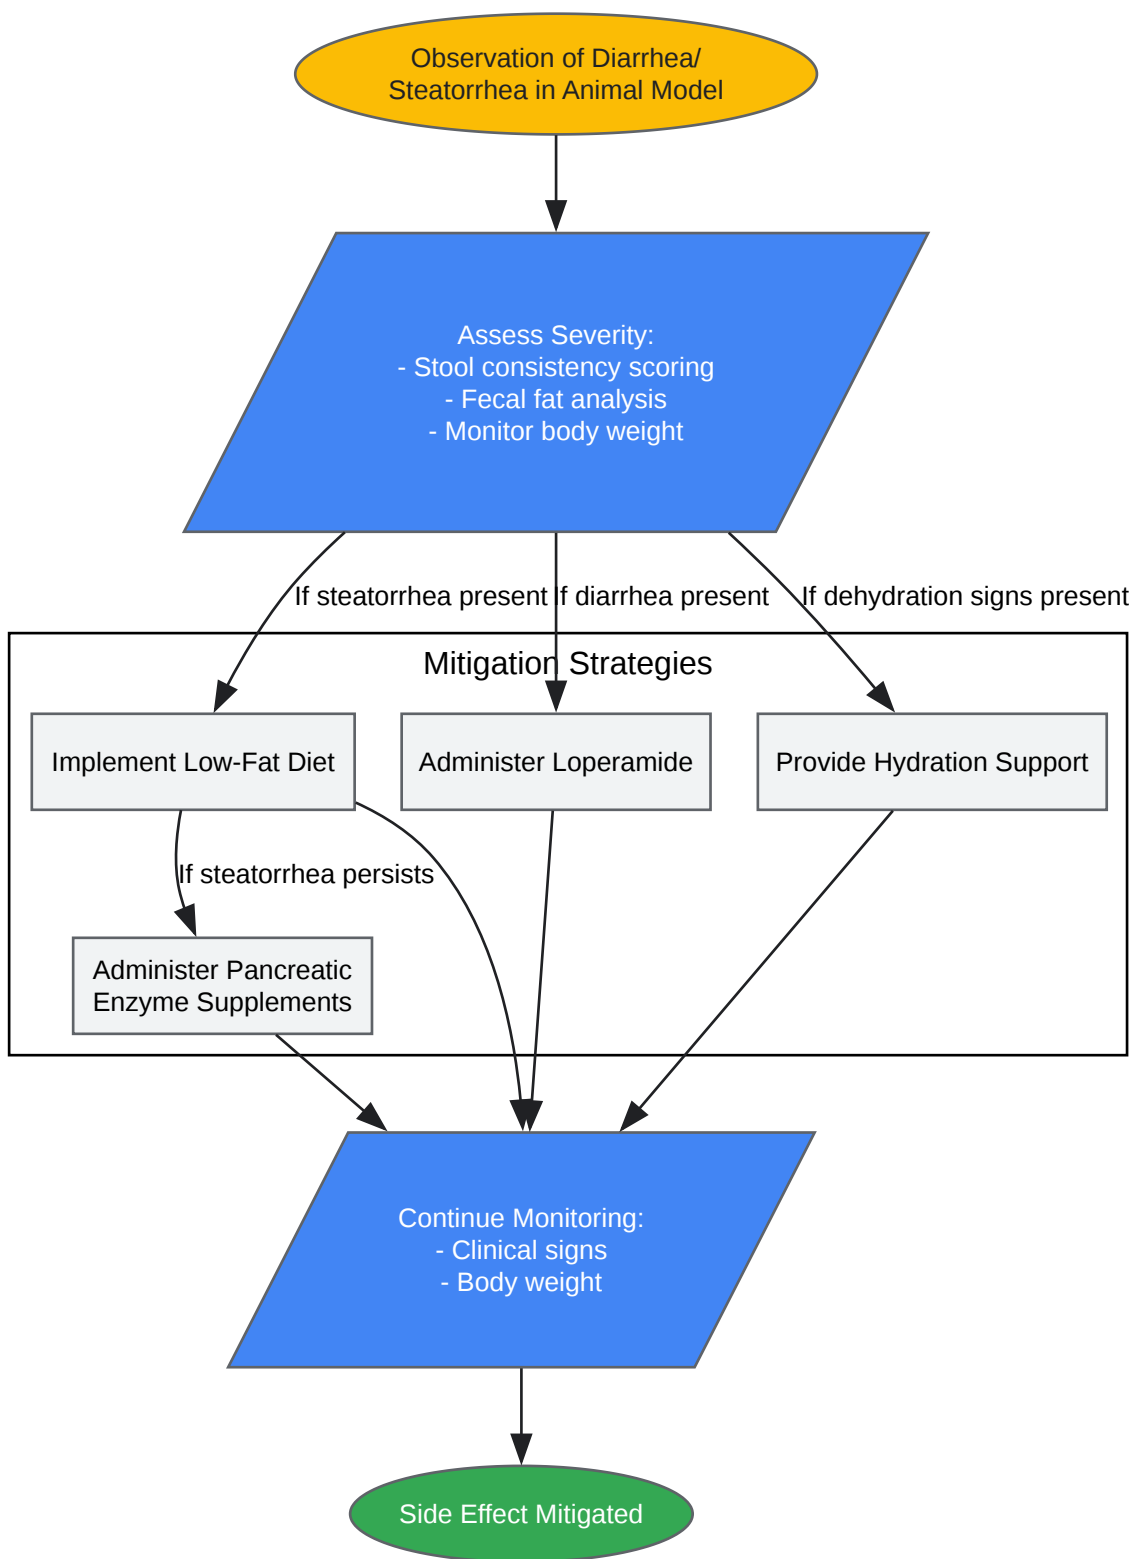 Observation of Diarrhea/
Steatorrhea in Animal Model
Assess Severity:
- Stool consistency scoring
- Fecal fat analysis
- Monitor body weight
If steatorrhea present
If diarrhea present
If dehydration signs present
Mitigation Strategies
Implement Low-Fat Diet
Administer Loperamide
Provide Hydration Support
If steatorrhea persists
Administer Pancreatic
Enzyme Supplements
Continue Monitoring:
- Clinical signs
- Body weight
Side Effect Mitigated